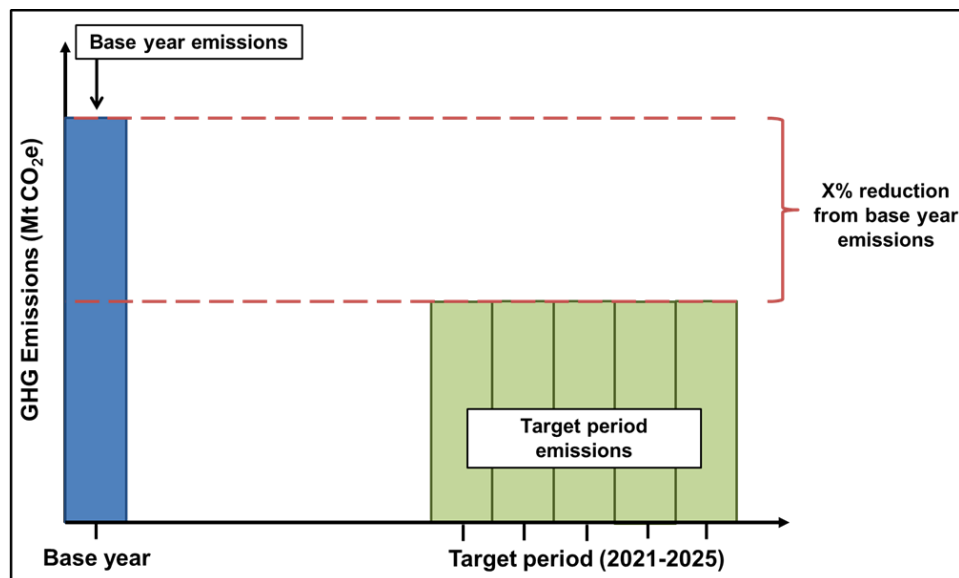 Base year emissions
GHG Emissions (Mt CO₂e)
X% reduction
from base year
emissions
Target period
emissions
Base year
Target period (2021-2025)